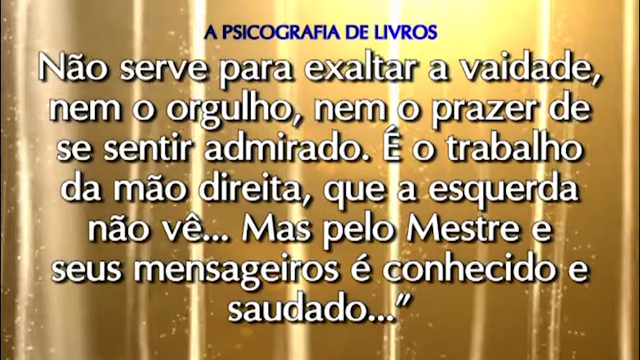 A PSICOGRAFIA DE LIVROS
Não serve para exaltar a vaidade,
nem o orgulho, nem o prazer de
se sentir admirado. É o trabalho
da mão direita, que a esquerda
não vê... Mas pelo Mestre e
seus mensageiros é conhecido e
saudado...”